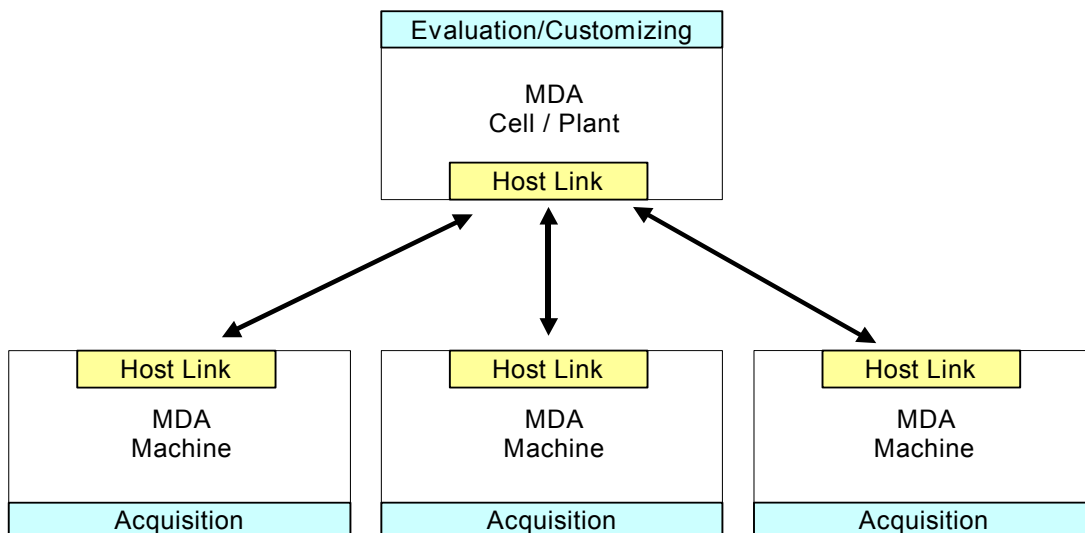 Evaluation/Customizing
MDA
Cell / Plant
Host Link
Host Link
MDA
Machine
Acquisition
Host Link
MDA
Machine
Acquisition
Host Link
MDA
Machine
Acquisition